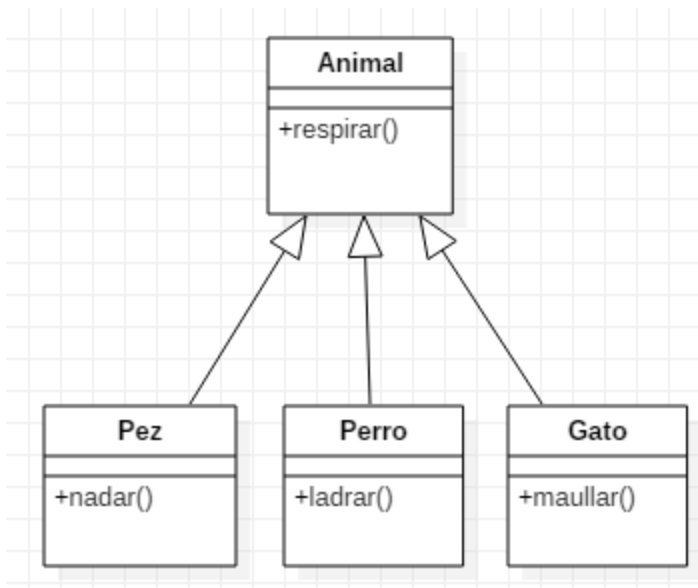 Animal
+respirar()
Pez
+nadar()
Perro
+ladrar()
Gato
+maullar()